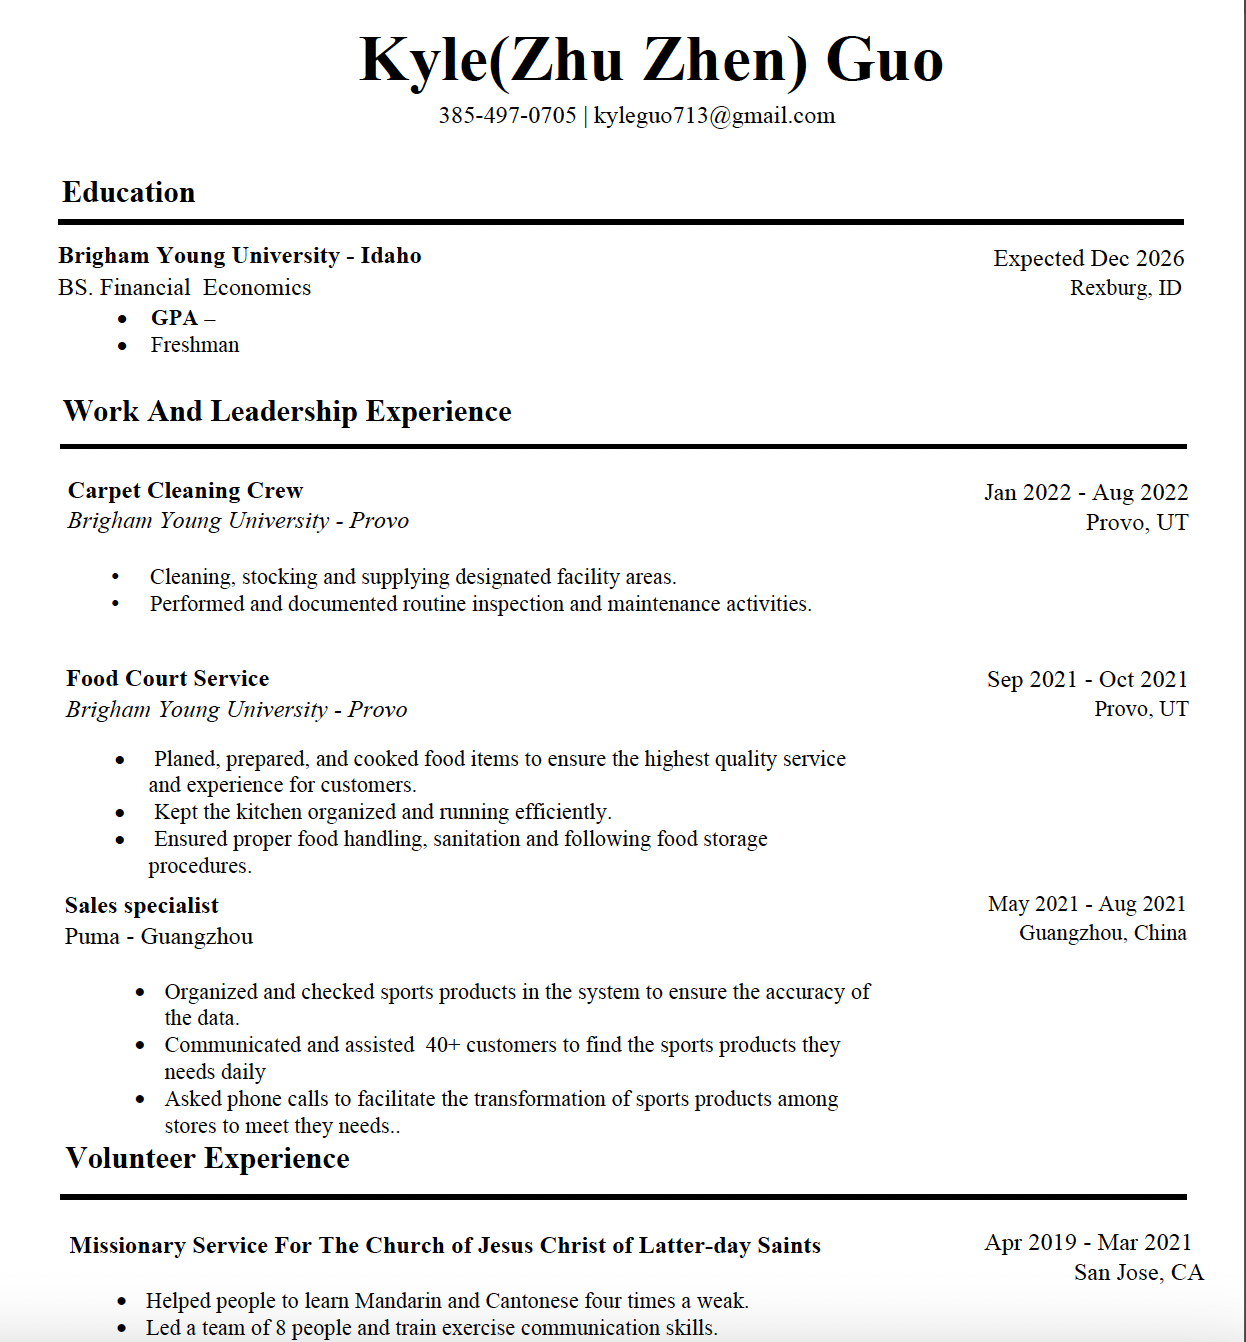 Kyle(Zhu Zhen) Guo
385-497-0705 | kyleguo713@gmail.com
Education
Brigham Young University - Idaho
Expected Dec 2026
BS. Financial  Economics
Rexburg, ID
• GPA –
• Freshman
Work And Leadership Experience
Carpet Cleaning Crew
Jan 2022 - Aug 2022
Brigham Young University - Provo
Provo, UT
• Cleaning, stocking and supplying designated facility areas.
• Performed and documented routine inspection and maintenance activities.
Food Court Service
Sep 2021 - Oct 2021
Brigham Young University - Provo
Provo, UT
• Planed, prepared, and cooked food items to ensure the highest quality service
and experience for customers.
• Kept the kitchen organized and running efficiently.
• Ensured proper food handling, sanitation and following food storage
procedures.
Sales specialist
May 2021 - Aug 2021
Puma - Guangzhou
Guangzhou, China
• Organized and checked sports products in the system to ensure the accuracy of
the data.
• Communicated and assisted  40+ customers to find the sports products they
needs daily
• Asked phone calls to facilitate the transformation of sports products among
stores to meet they needs..
Volunteer Experience
Missionary Service For The Church of Jesus Christ of Latter-day Saints
Apr 2019 - Mar 2021
San Jose, CA
• Helped people to learn Mandarin and Cantonese four times a weak.
• Led a team of 8 people and train exercise communication skills.